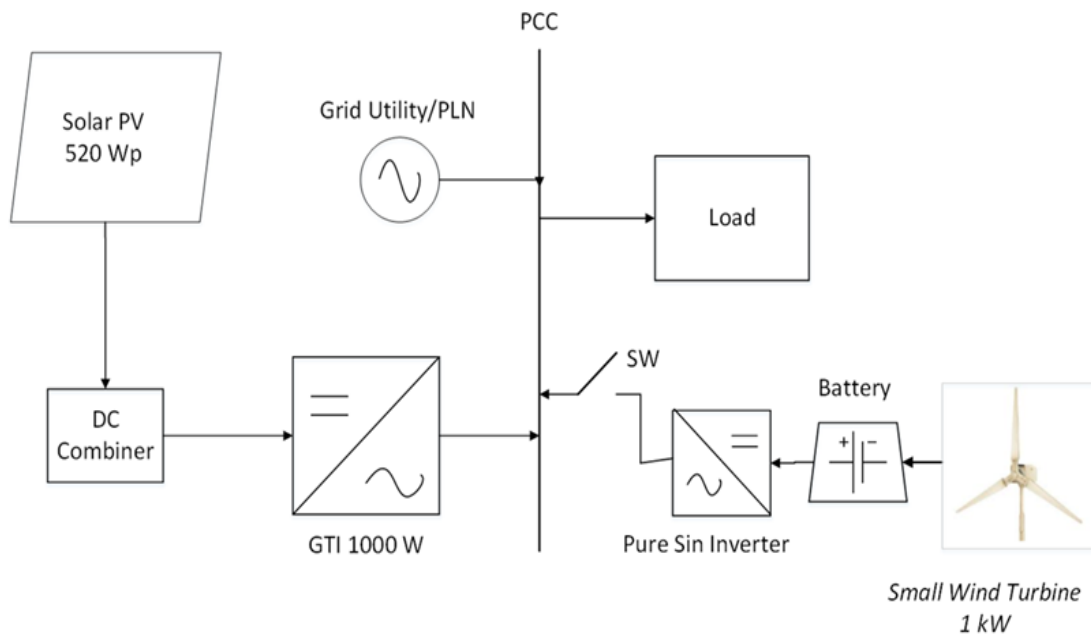 PCC
Solar PV
520 Wp
Grid Utility/PLN
Load
SW
Battery
DC
Combiner
+ −
GTI 1000 W
Pure Sin Inverter
Small Wind Turbine
1 kW